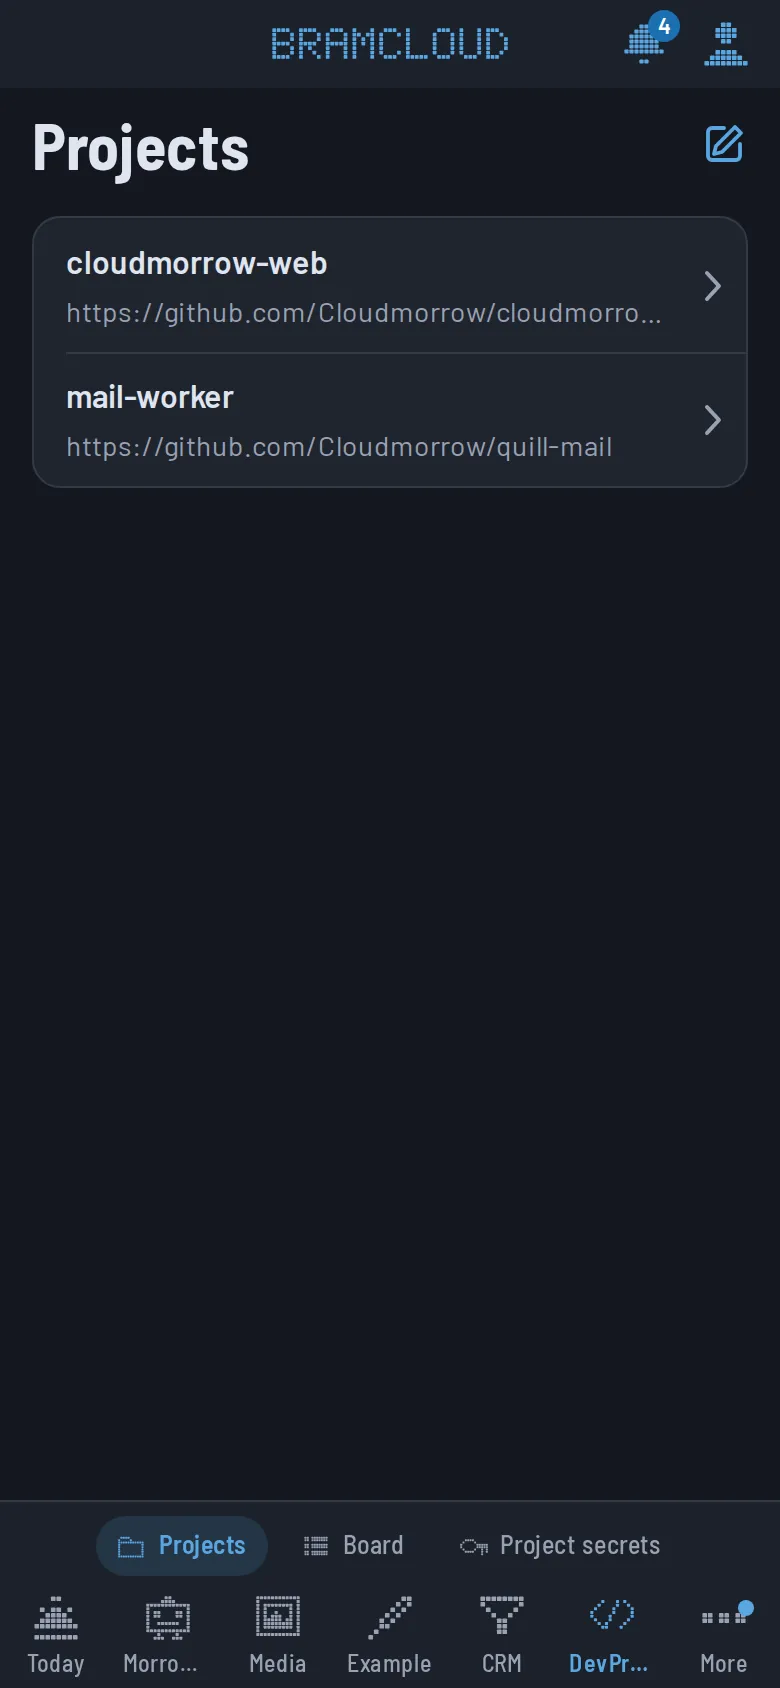 BRAMCLOUD
4
Projects
cloudmorrow-web
https://github.com/Cloudmorrow/cloudmorro...
mail-worker
https://github.com/Cloudmorrow/quill-mail
Projects
Board
Project secrets
Today
Morro...
Media
Example
CRM
DevPr...
More